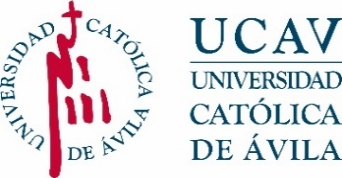 UNIVERSIDAD CATÓLICA DE ÁVILA
UCAV
UNIVERSIDAD
CATÓLICA
DE ÁVILA